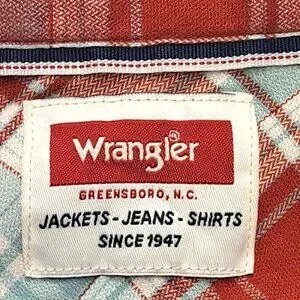 Wrangler
GREENSBORO, N.C.
JACKETS - JEANS - SHIRTS
SINCE 1947